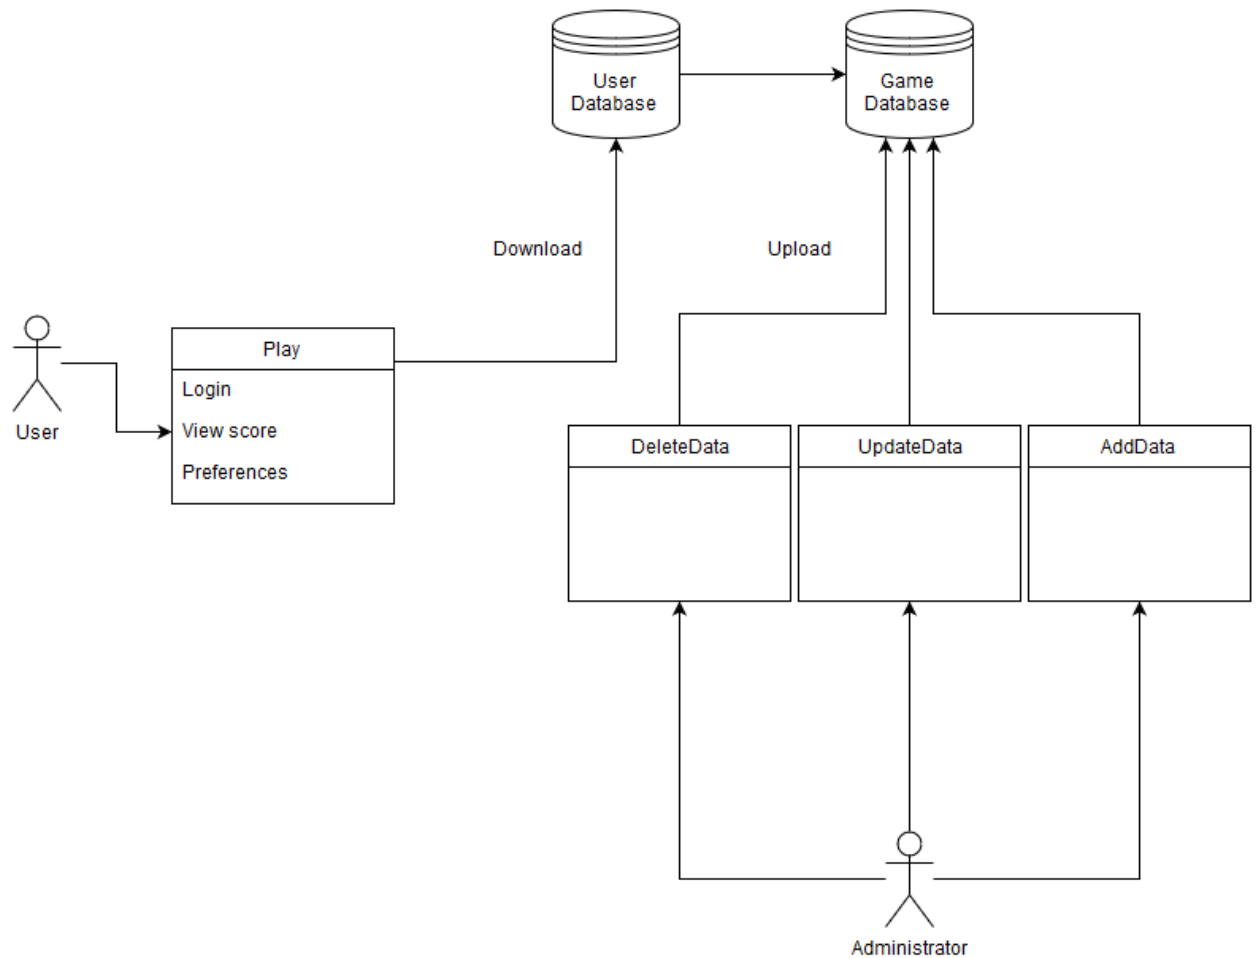 User
Database
Game
Database
Download
Upload
User
Play
Login
View score
Preferences
DeleteData
UpdateData
AddData
Administrator